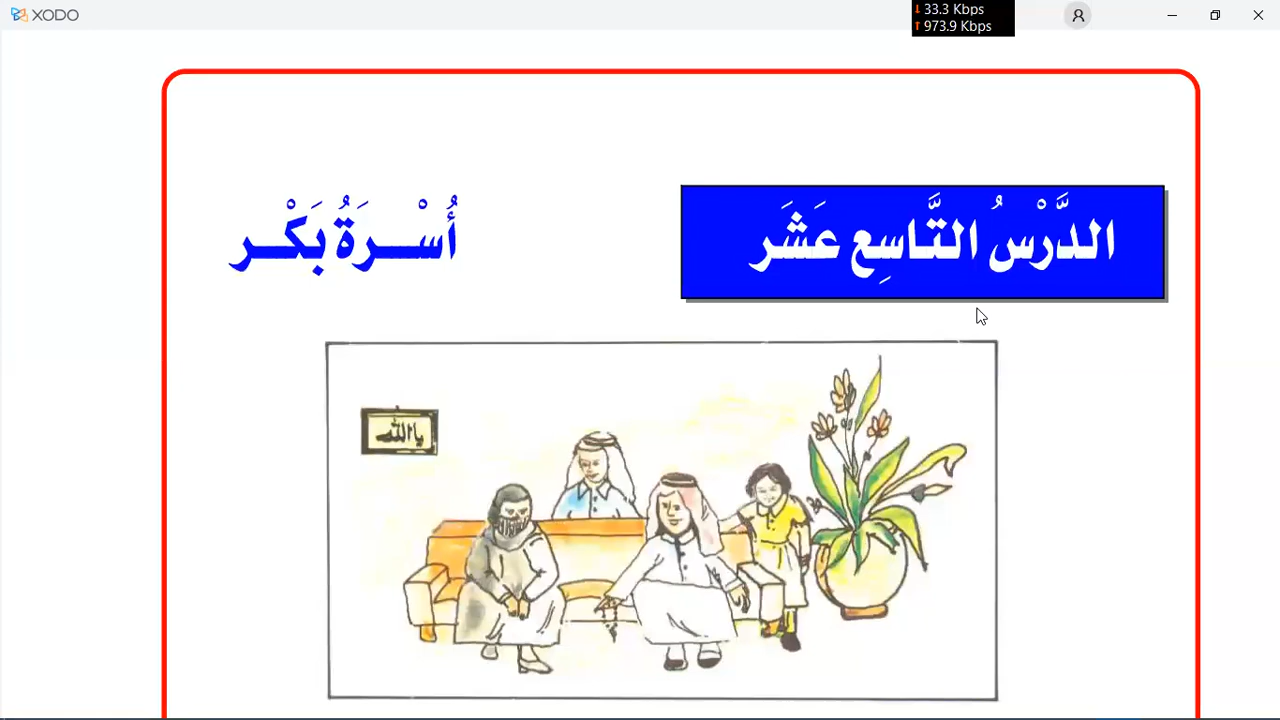 XODO
↓ 33.3 Kbps
↑ 973.9 Kbps
الدَّرْسُ التَّاسِع عَشَر
أُسْـرَةُ بَكْـر
يا الله